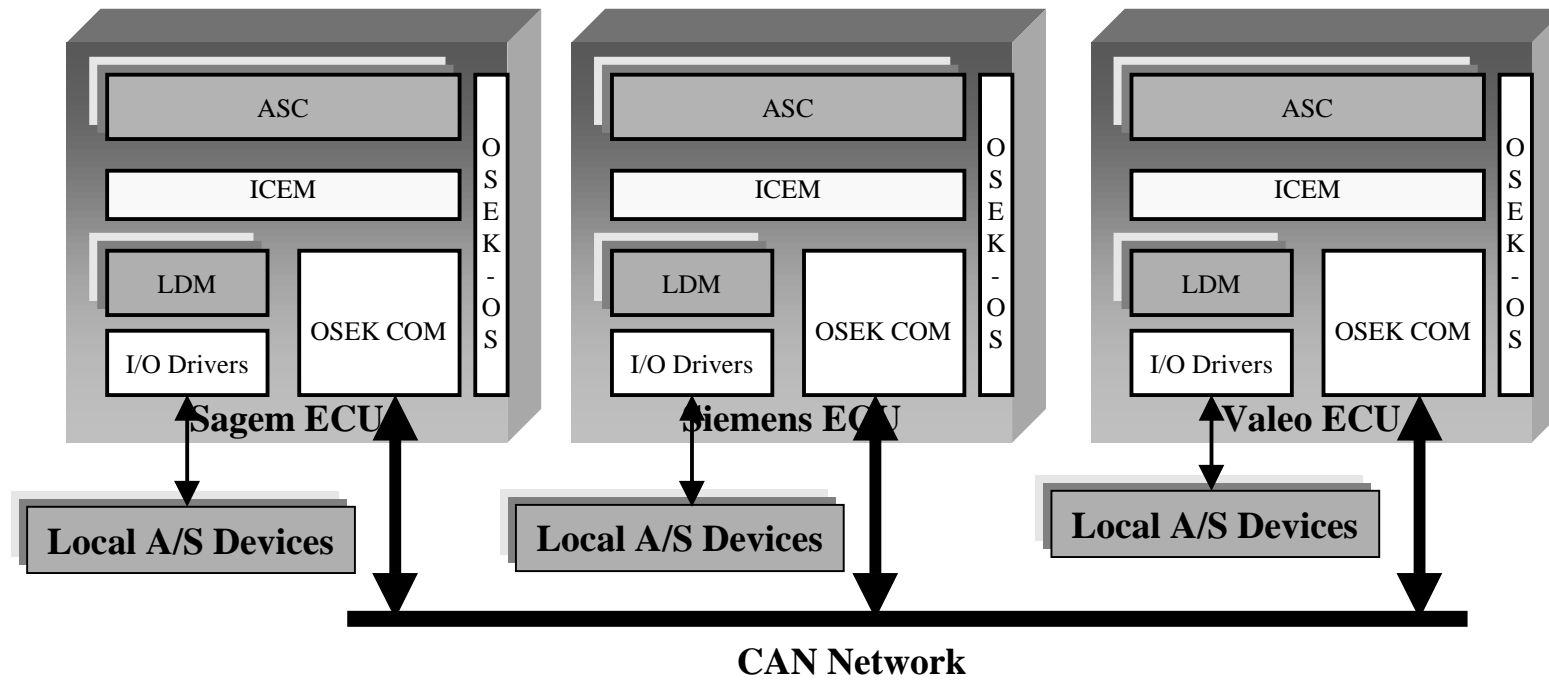 ASC
ICEM
LDM
I/O Drivers
OSEK COM
OSEK-OS
Sagem ECU
Local A/S Devices
ASC
ICEM
LDM
I/O Drivers
OSEK COM
OSEK-OS
Siemens ECU
Local A/S Devices
ASC
ICEM
LDM
I/O Drivers
OSEK COM
OSEK-OS
Valeo ECU
Local A/S Devices
CAN Network